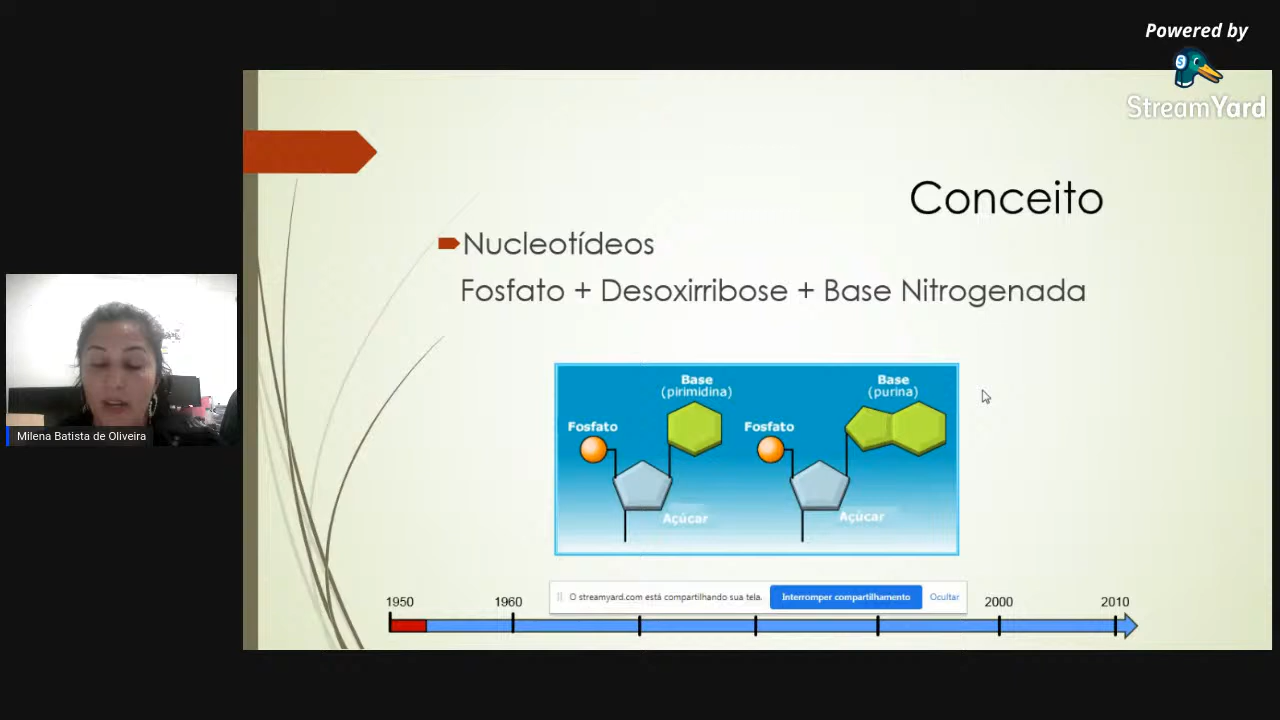 Powered by
StreamYard
Conceito
Nucleotídeos
Fosfato + Desoxirribose + Base Nitrogenada
Base
(pirimidina)
Base
(purina)
Fosfato
Fosfato
Açúcar
Açúcar
Milena Batista de Oliveira
O streamyard.com está compartilhando sua tela.
Interromper compartilhamento
Ocultar
1950
1960
2000
2010